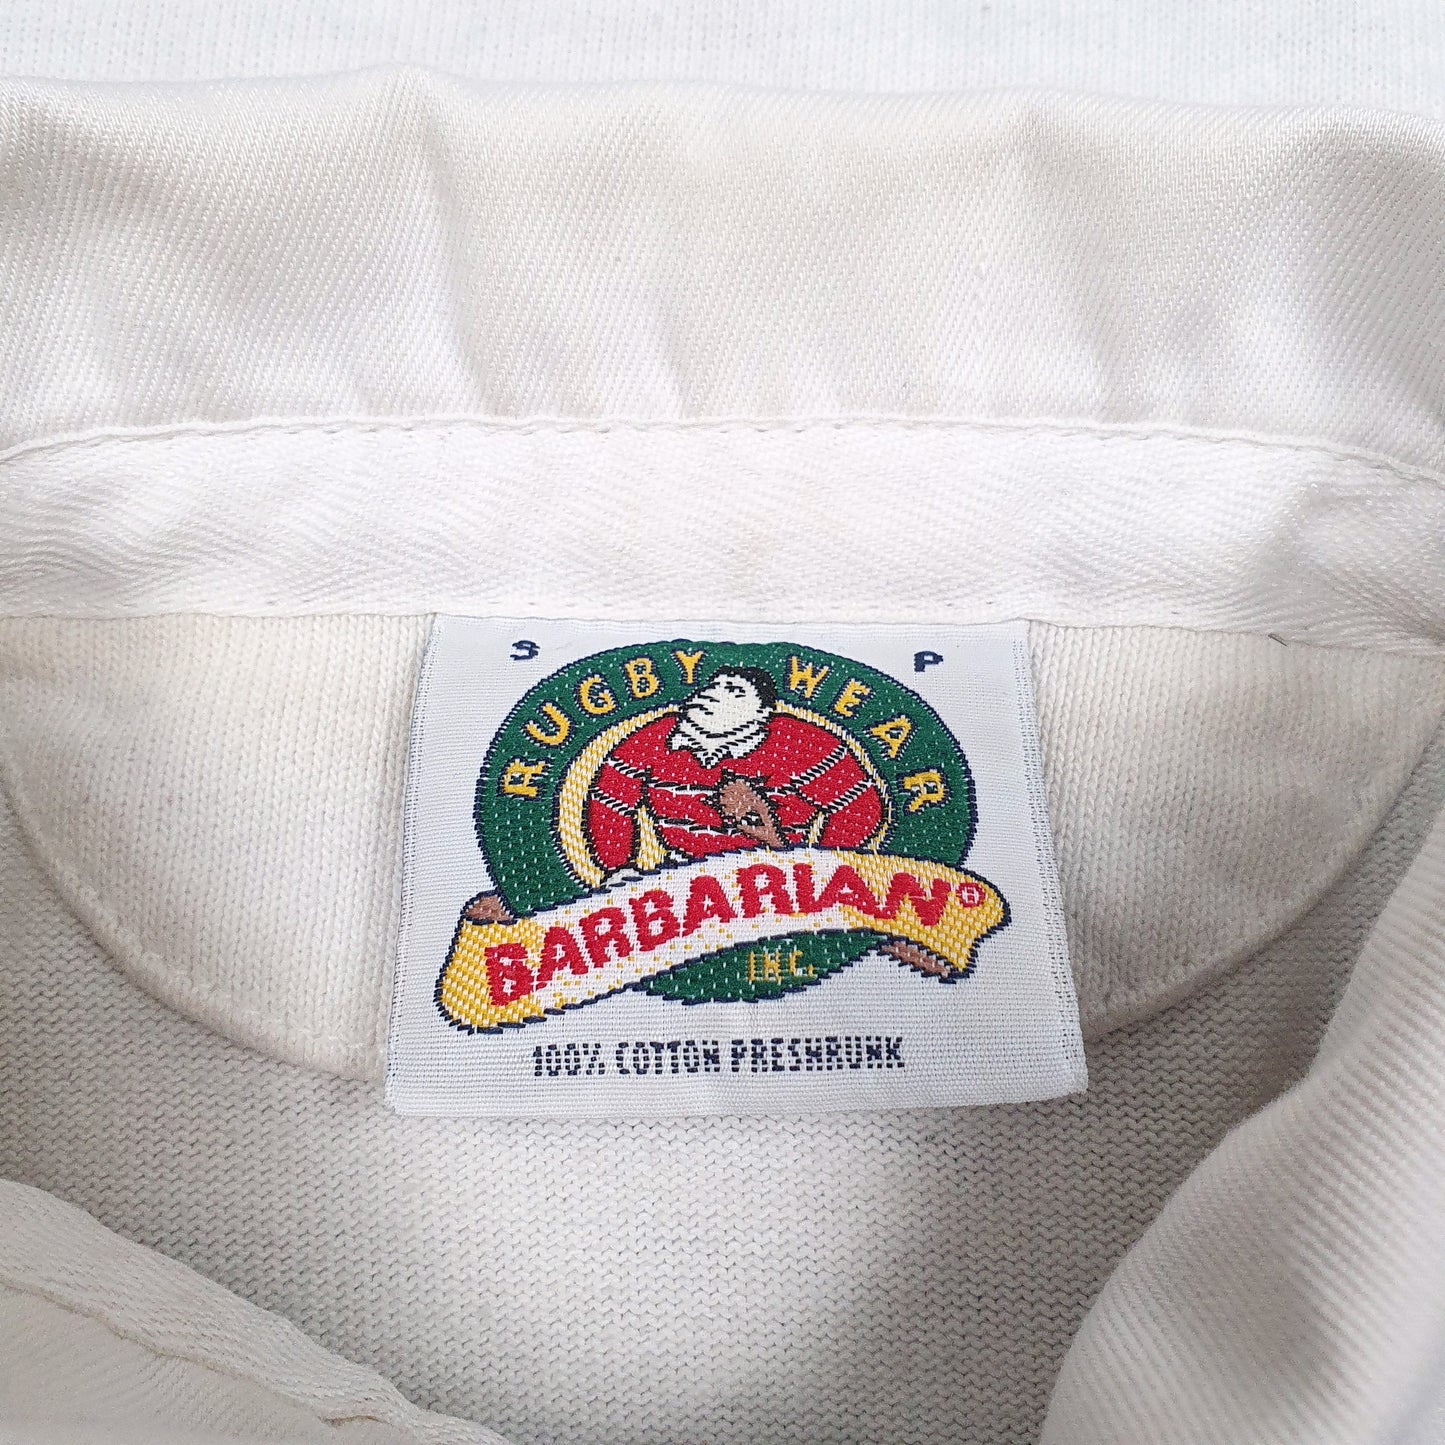 S P
RUGBY WEAR
BARBARIAN®
INC.
100% COTTON PRESHRUNK